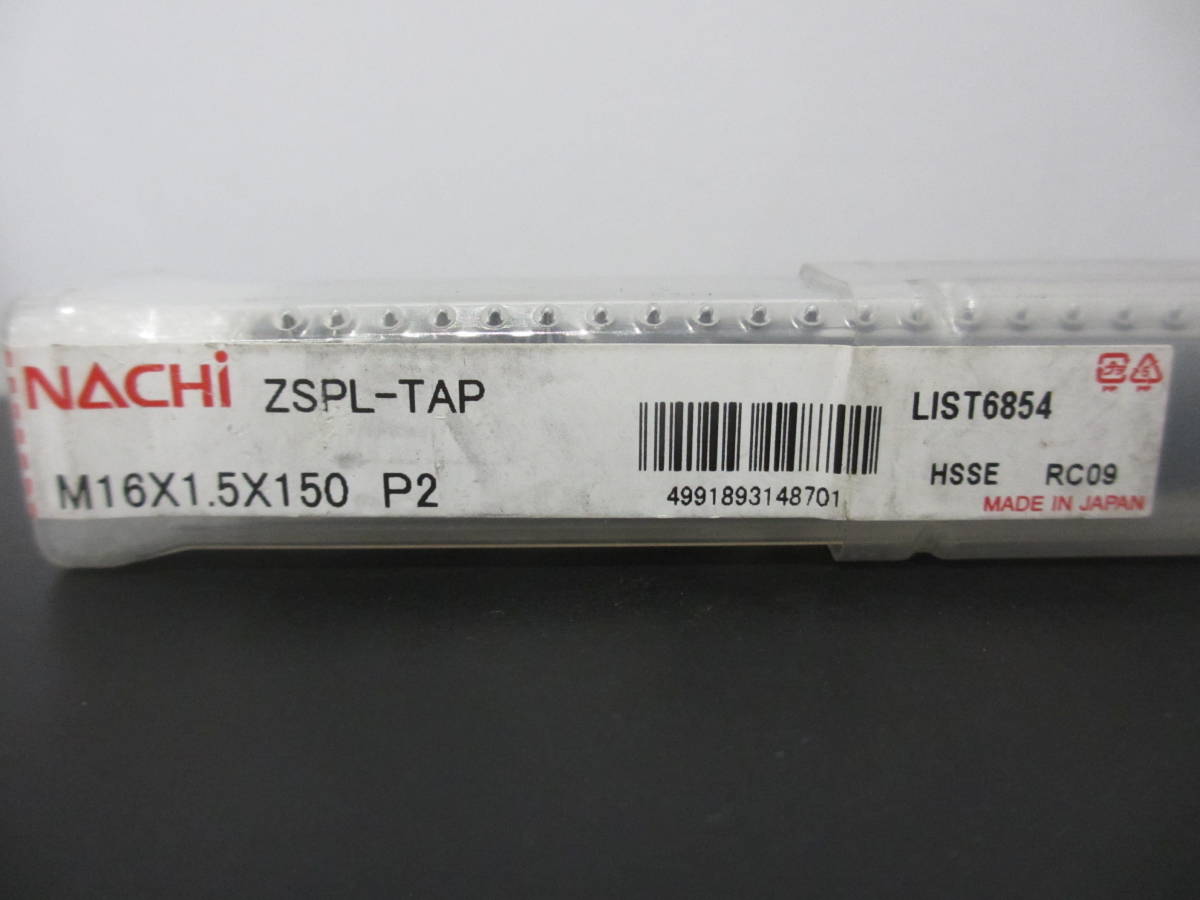 NACHi ZSPL-TAP
M16X1.5X150 P2
4991893148701
LIST6854
HSSE RC09
MADE IN JAPAN